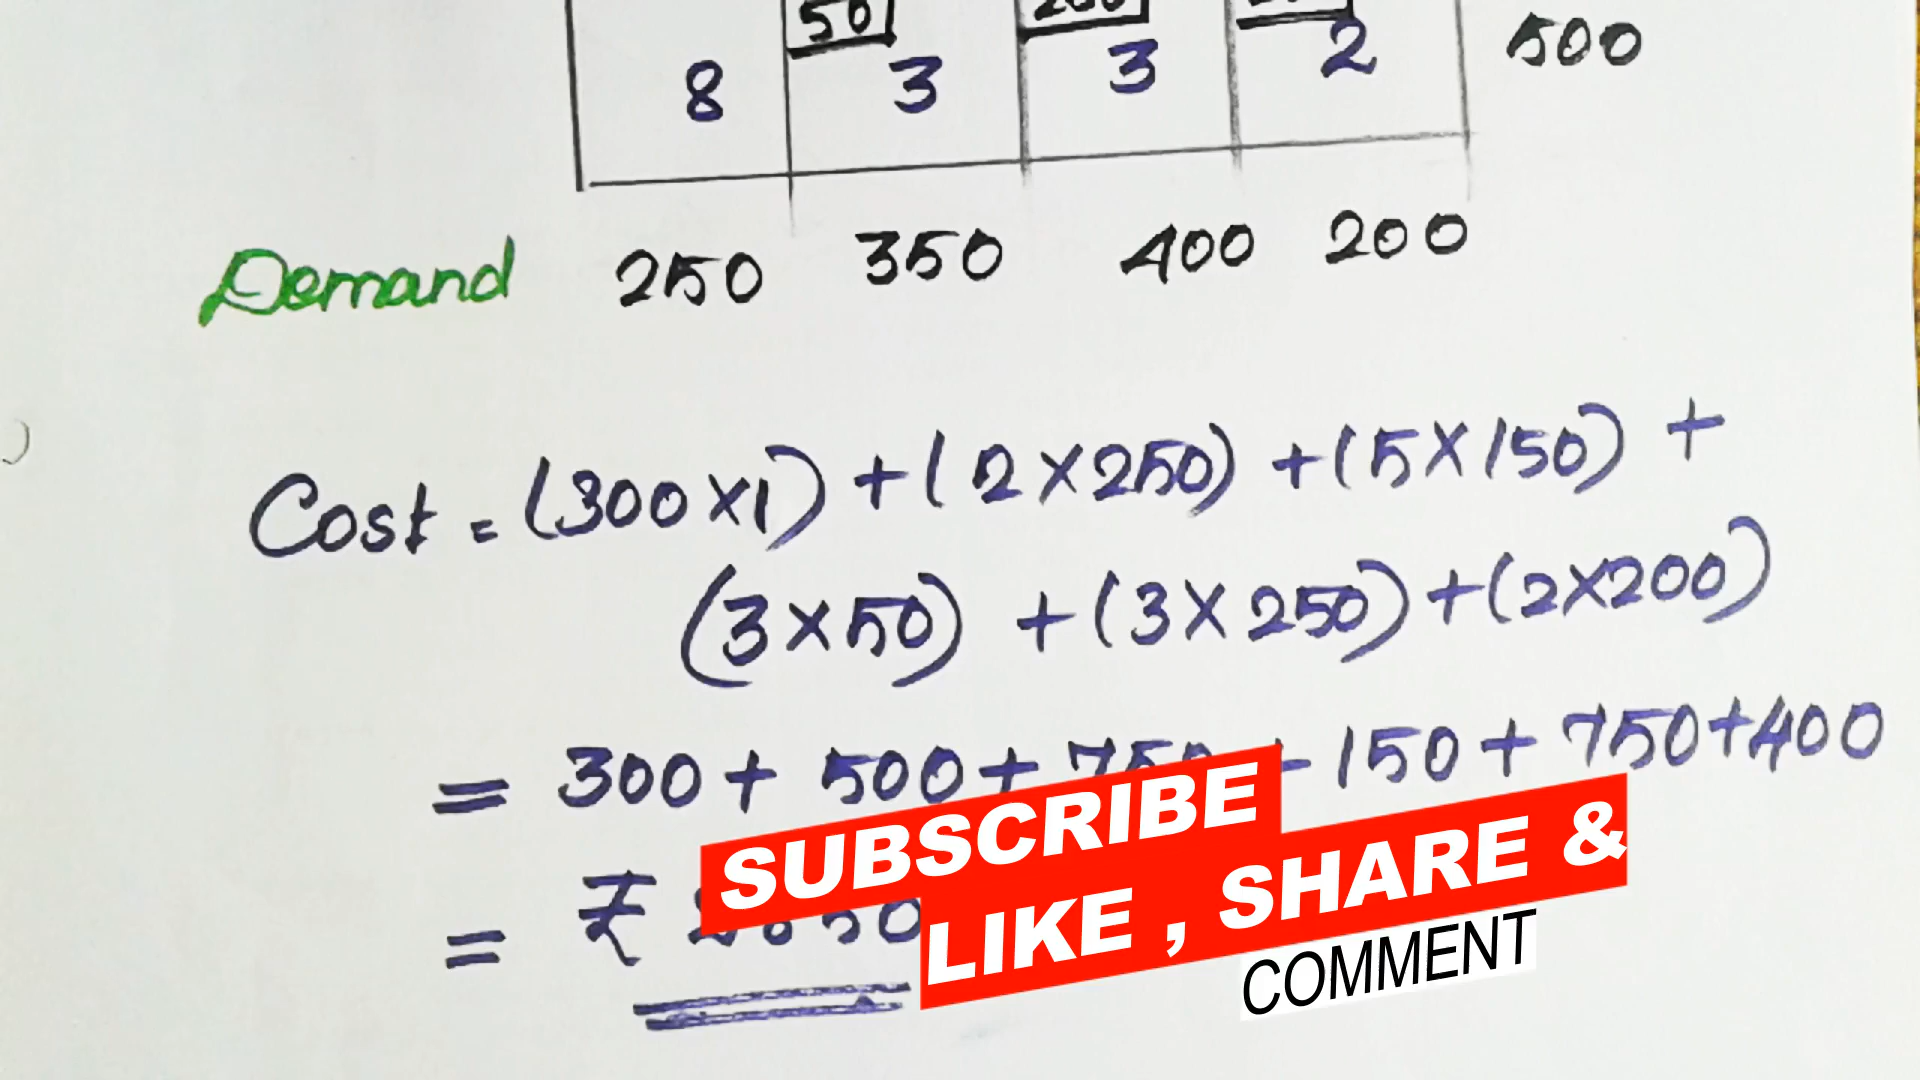 50
8 3 3 2 500
Demand 250 350 400 200
Cost = (300 × 1) + (2 × 250) + (5 × 150) +
(3 × 50) + (3 × 250) + (2 × 200)
= 300 + 500 + 750 + 150 + 750 + 400
= ₹
SUBSCRIBE
LIKE , SHARE &
COMMENT